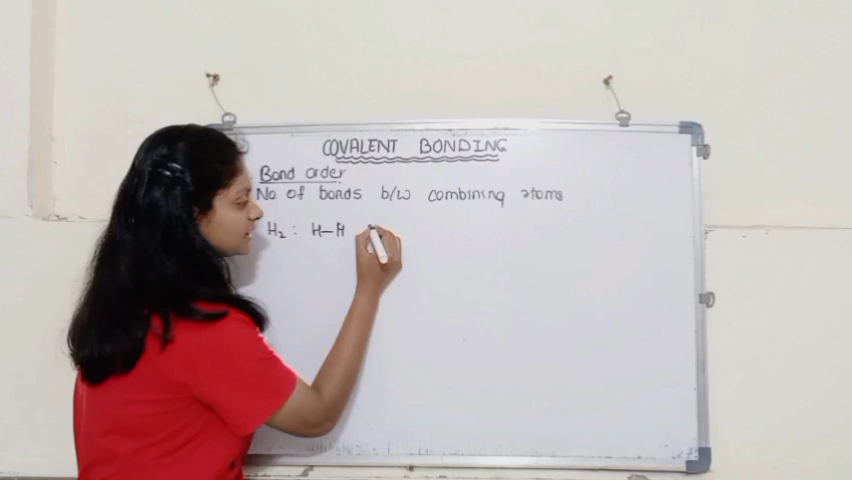 COVALENT BONDING
Bond order
No of bonds b/w combining atoms
H₂ : H–H